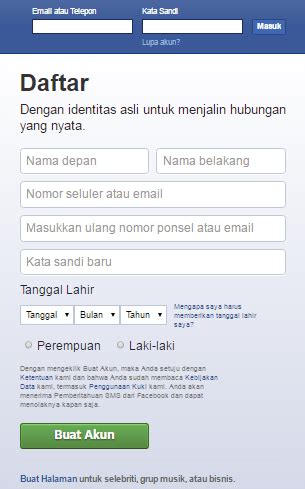 Email atau Telepon Kata Sandi
Masuk
Lupa akun?
Daftar
Dengan identitas asli untuk menjalin hubungan
yang nyata.
Nama depan Nama belakang
Nomor seluler atau email
Masukkan ulang nomor ponsel atau email
Kata sandi baru
Tanggal Lahir
Tanggal Bulan Tahun
Mengapa saya harus
memberikan tanggal lahir
saya?
Perempuan Laki-laki
Dengan mengeklik Buat Akun, maka Anda setuju dengan
Ketentuan kami dan bahwa Anda sudah membaca Kebijakan
Data kami, termasuk Penggunaan Kuki kami. Anda akan
menerima Pemberitahuan SMS dari Facebook dan dapat
menolaknya kapan saja.
Buat Akun
Buat Halaman untuk selebriti, grup musik, atau bisnis.